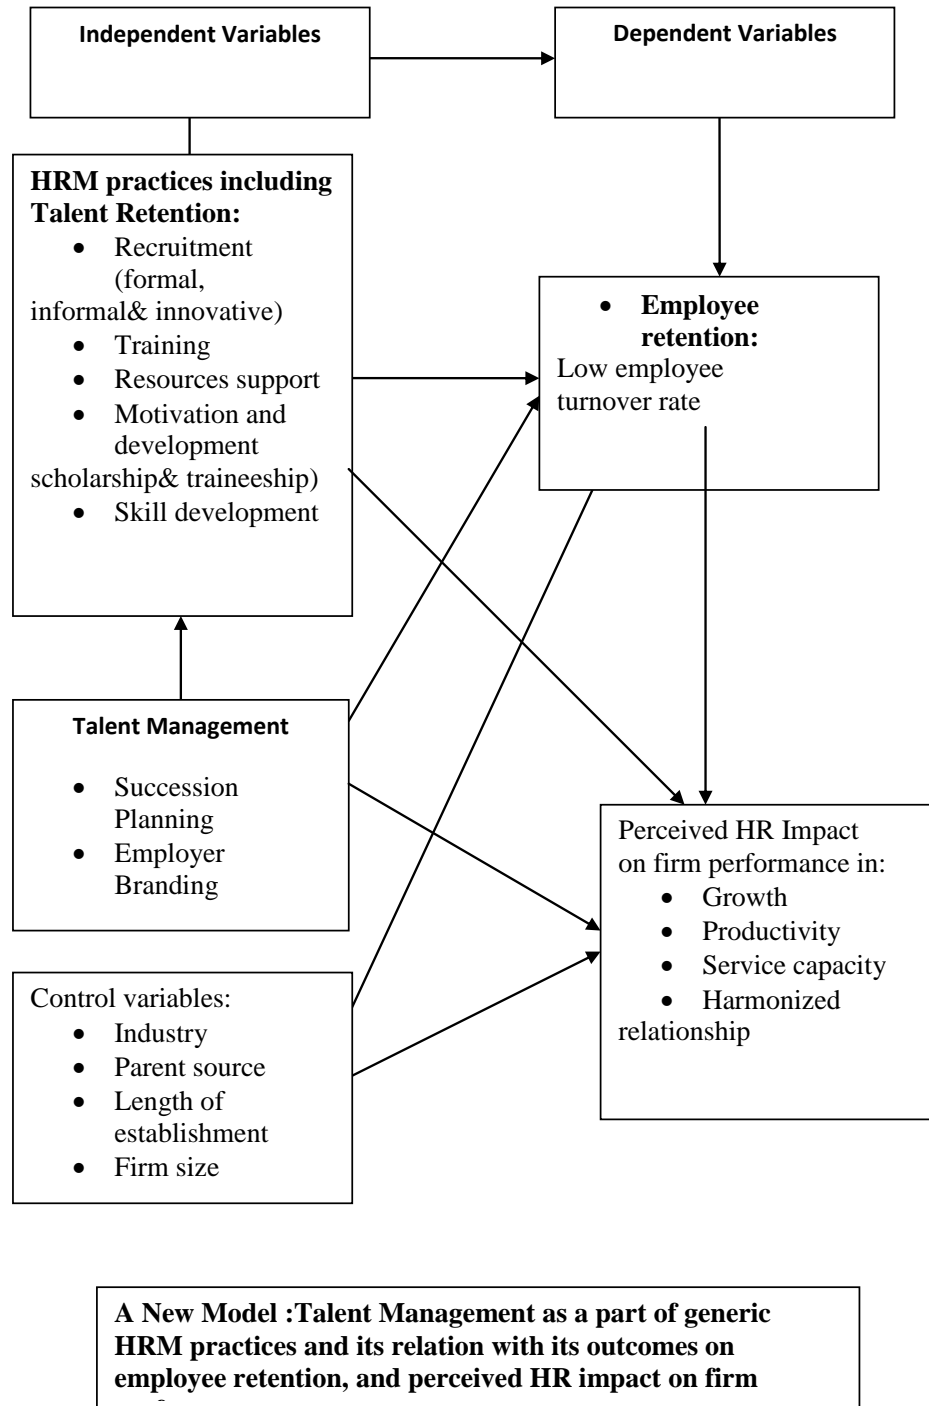 Independent Variables
Dependent Variables
HRM practices including
Talent Retention:
• Recruitment
(formal,
informal& innovative)
• Training
• Resources support
• Motivation and
development
scholarship& traineeship)
• Skill development
• Employee
retention:
Low employee
turnover rate
Talent Management
• Succession
Planning
• Employer
Branding
Perceived HR Impact
on firm performance in:
• Growth
• Productivity
• Service capacity
• Harmonized
relationship
Control variables:
• Industry
• Parent source
• Length of
establishment
• Firm size
A New Model :Talent Management as a part of generic
HRM practices and its relation with its outcomes on
employee retention, and perceived HR impact on firm